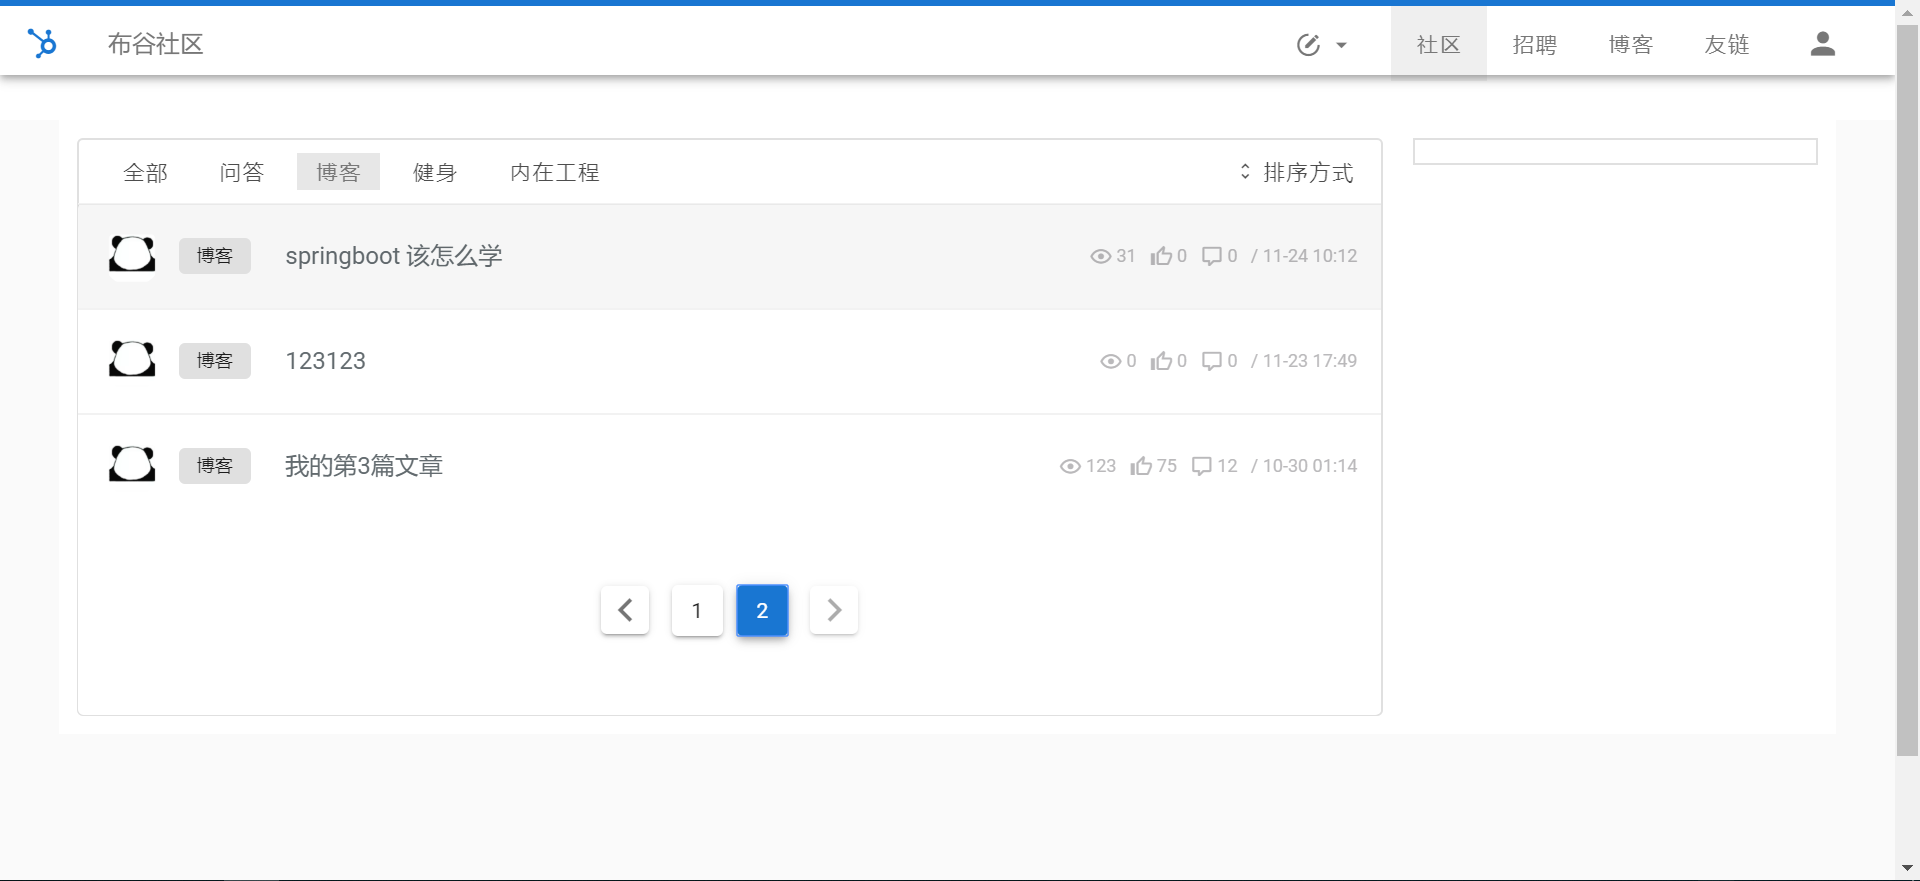 布谷社区
社区 招聘 博客 友链
全部 问答 博客 健身 内在工程 排序方式
博客 springboot 该怎么学 31 0 0 / 11-24 10:12
博客 123123 0 0 0 / 11-23 17:49
博客 我的第3篇文章 123 75 12 / 10-30 01:14
1 2